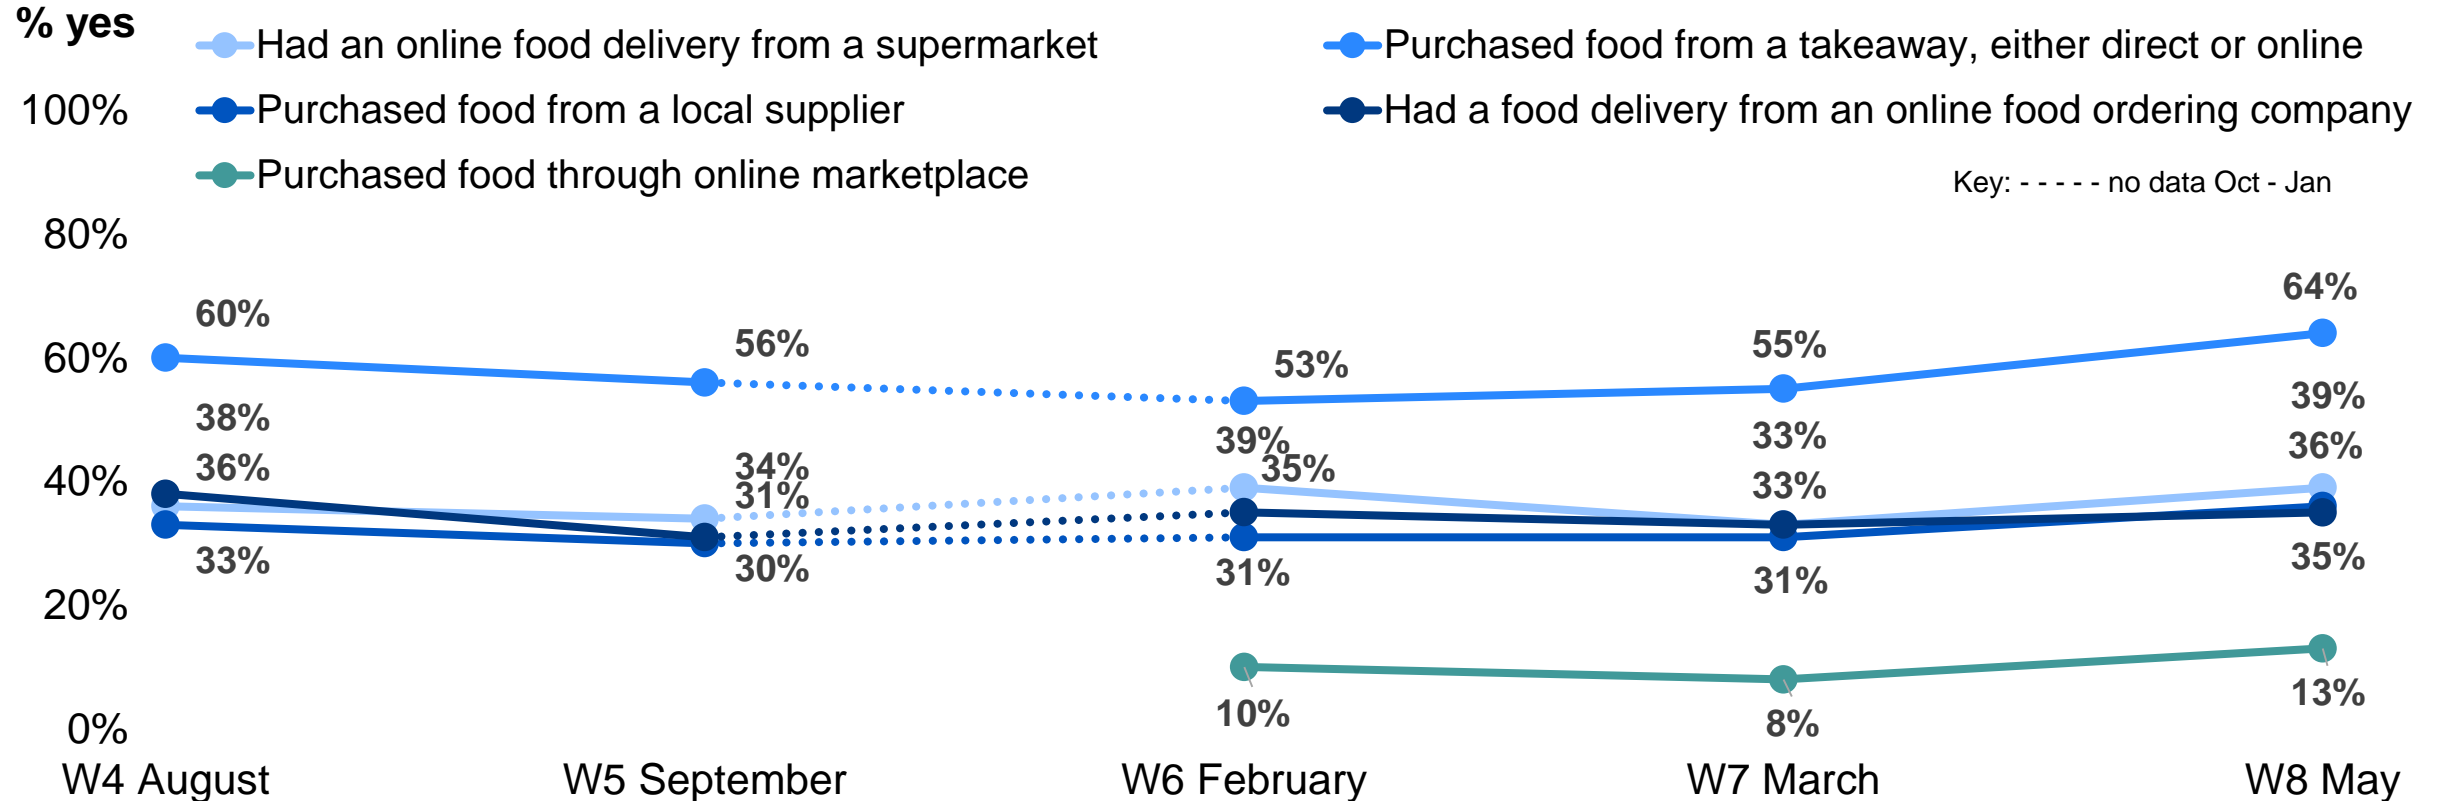 % yes
Had an online food delivery from a supermarket
Purchased food from a takeaway, either direct or online
100%
Purchased food from a local supplier
Had a food delivery from an online food ordering company
Purchased food through online marketplace
Key: - - - - - no data Oct - Jan
80%
64%
60%
56%
53%
55%
60%
39%
38%
39%
33%
36%
36%
34%
35%
40%
31%
33%
33%
30%
31%
31%
35%
20%
10%
8%
13%
0%
W4 August
W5 September
W6 February
W7 March
W8 May